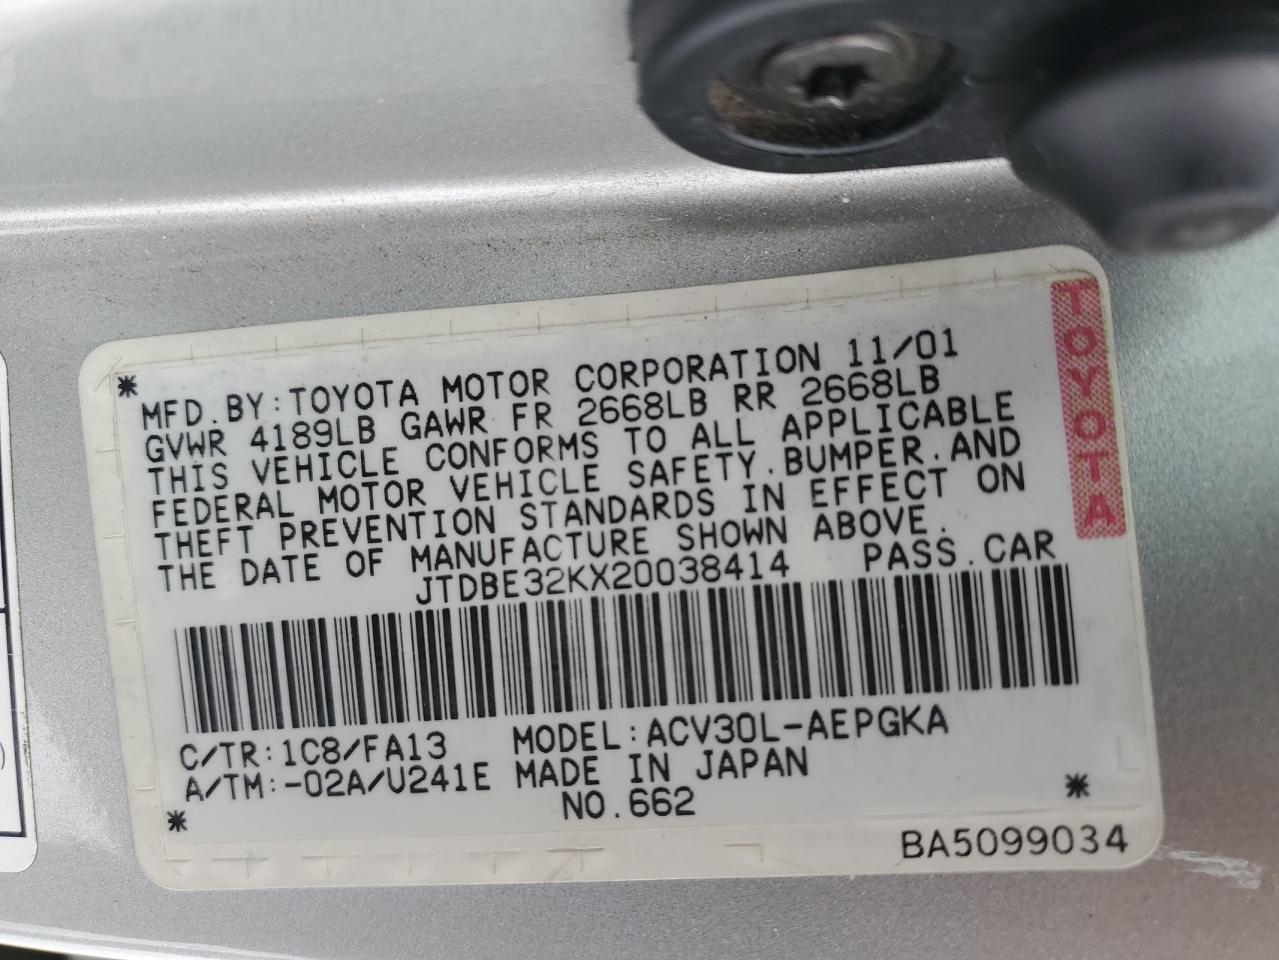 MFD.BY:TOYOTA MOTOR CORPORATION 11/01
GVWR 4189LB GAWR FR 2668LB RR 2668LB
THIS VEHICLE CONFORMS TO ALL APPLICABLE
FEDERAL MOTOR VEHICLE SAFETY.BUMPER.AND
THEFT PREVENTION STANDARDS IN EFFECT ON
THE DATE OF MANUFACTURE SHOWN ABOVE.
JTDBE32KX20038414 PASS.CAR
C/TR:1C8/FA13 MODEL:ACV30L-AEPGKA
A/TM:-02A/U241E MADE IN JAPAN
NO.662
BA5099034
TOYOTA